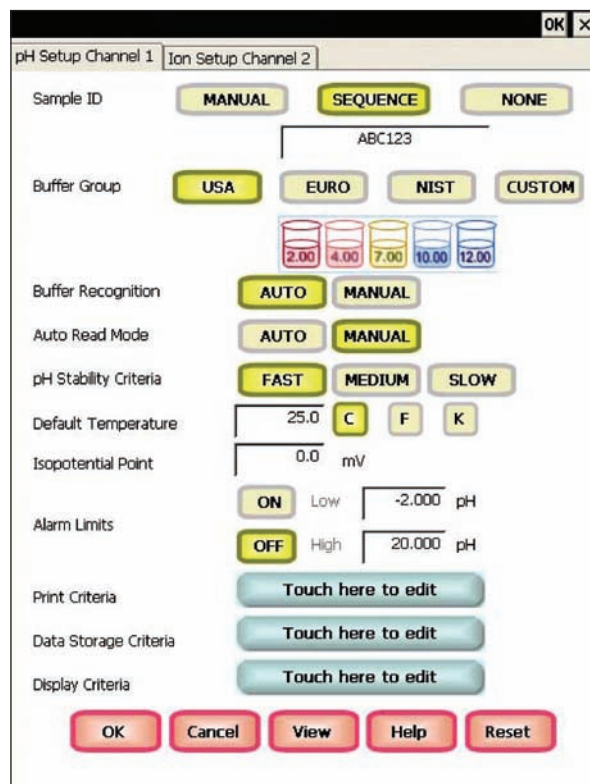 OK ×
pH Setup Channel 1 Ion Setup Channel 2
Sample ID MANUAL SEQUENCE NONE
ABC123
Buffer Group USA EURO NIST CUSTOM
2.00 4.00 7.00 10.00 12.00
Buffer Recognition AUTO MANUAL
Auto Read Mode AUTO MANUAL
pH Stability Criteria FAST MEDIUM SLOW
Default Temperature 25.0 C F K
Isopotential Point 0.0 mV
Alarm Limits
ON Low -2.000 pH
OFF High 20.000 pH
Print Criteria Touch here to edit
Data Storage Criteria Touch here to edit
Display Criteria Touch here to edit
OK Cancel View Help Reset